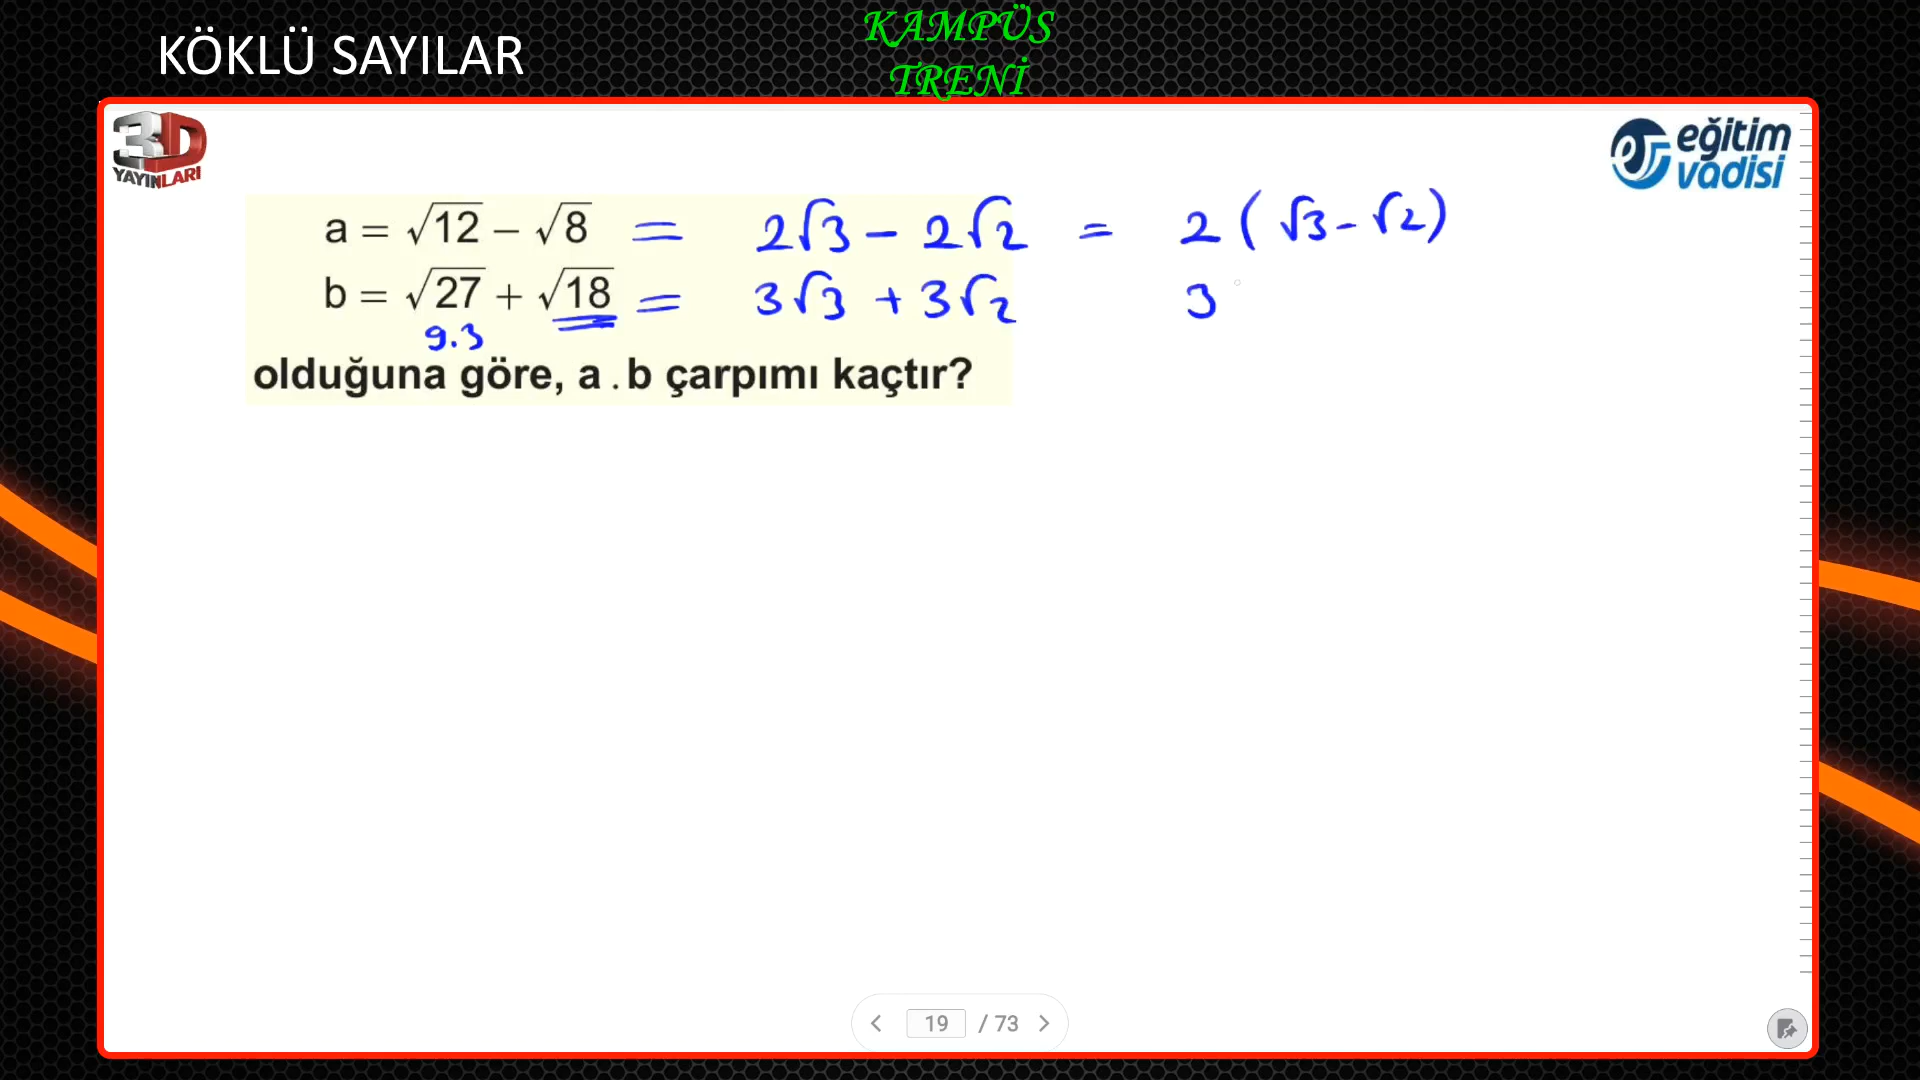 KÖKLÜ SAYILAR
KAMPÜS
TRENİ
3D
YAYINLARI
eğitim
vadisi
a = √12 − √8 = 2√3 − 2√2 = 2 ( √3 - √2 )
b = √27 + √18 = 3√3 + 3√2 3
9.3
olduğuna göre, a . b çarpımı kaçtır?
19 / 73